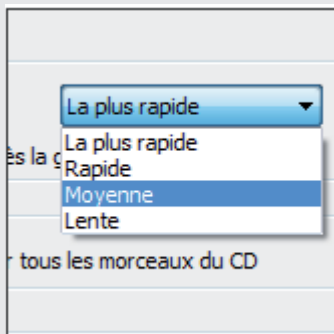 La plus rapide
La plus rapide
ès la
Rapide
Moyenne
Lente
r tous les morceaux du CD